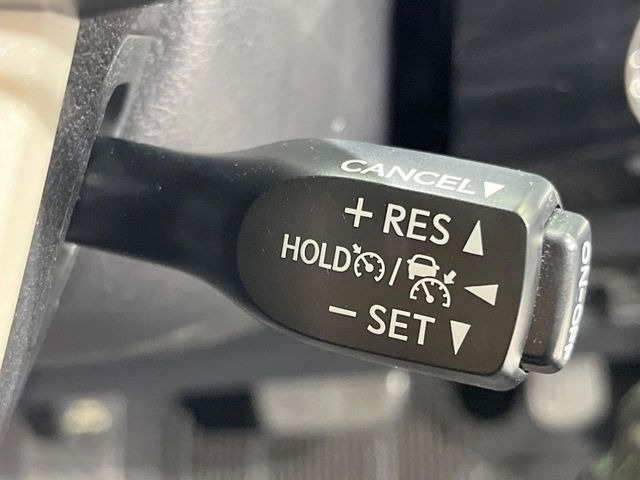 CANCEL▼
+ RES ▲
HOLD / ◀
− SET ▼
ON-OFF